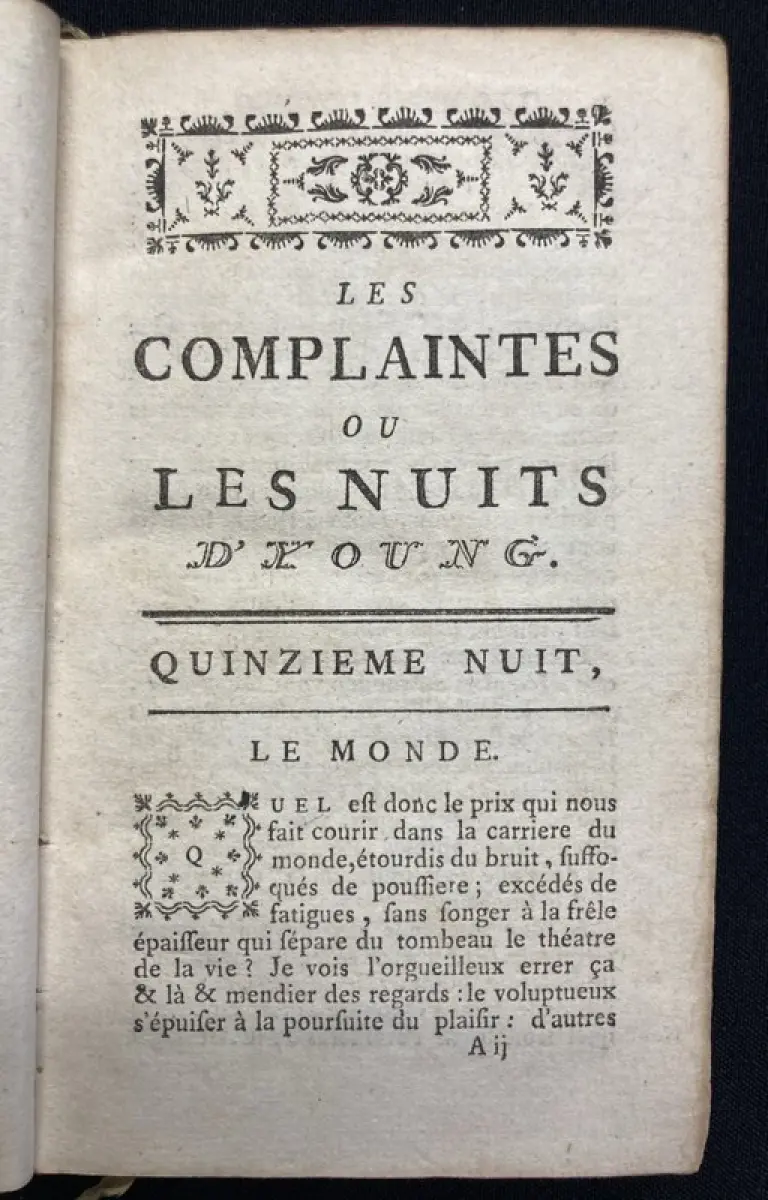 LES
COMPLAINTES
OU
LES NUITS
D'YOUNG.
QUINZIEME NUIT,
LE MONDE.
QUEL eſt donc le prix qui nous
fait courir dans la carriere du
monde, étourdis du bruit, ſuffo-
qués de pouſſiere; excédés de
fatigues, ſans ſonger à la frêle
épaiſſeur qui ſépare du tombeau le théatre
de la vie? Je vois l'orgueilleux errer ça
& là & mendier des regards: le voluptueux
s'épuiſer à la pourſuite du plaiſir: d'autres
A ij